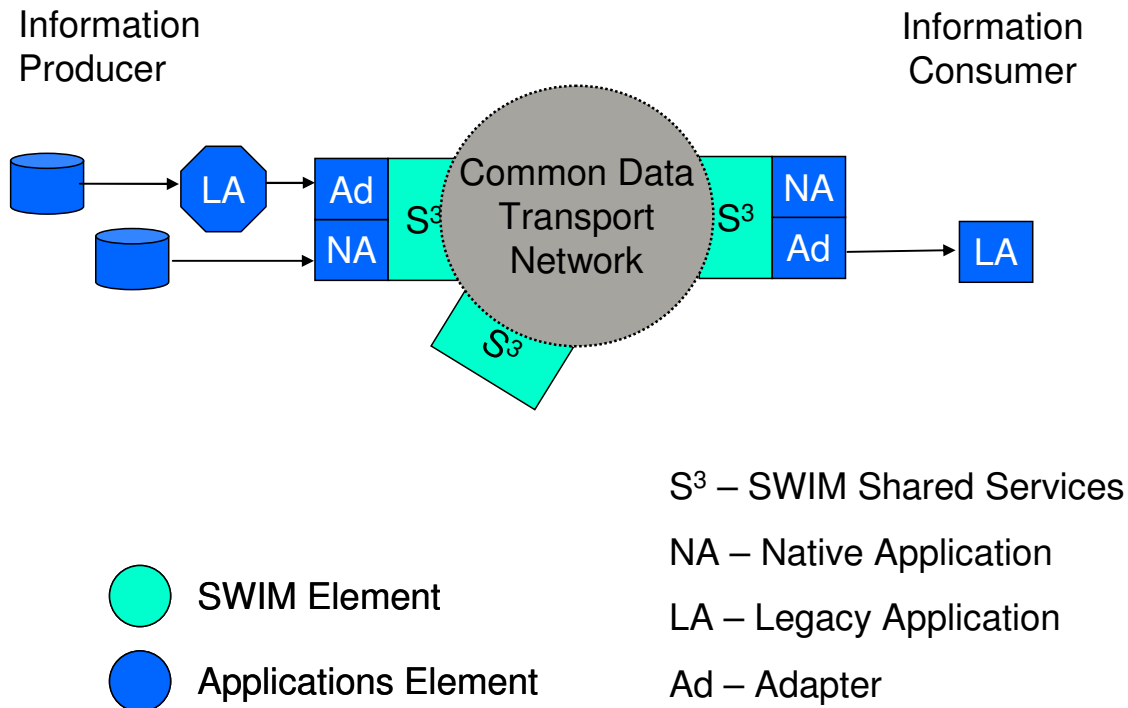 Information
Producer
Information
Consumer
LA
Ad
NA
S³
Common Data
Transport
Network
S³
NA
Ad
LA
S³
S³ – SWIM Shared Services
NA – Native Application
LA – Legacy Application
Ad – Adapter
SWIM Element
Applications Element